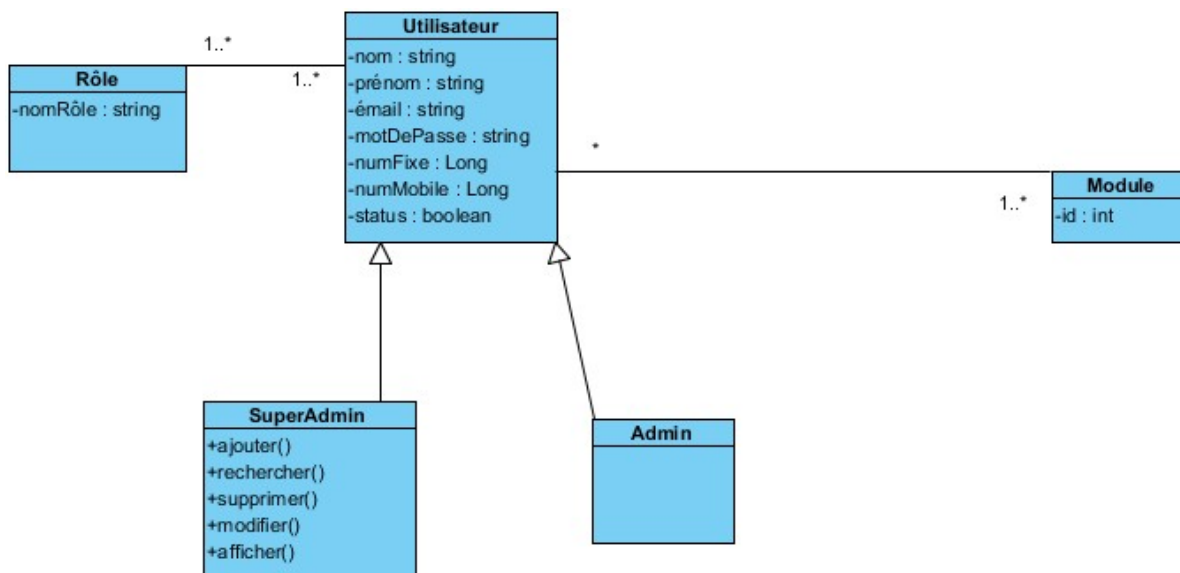 Utilisateur
-nom : string
-prénom : string
-émail : string
-motDePasse : string
-numFixe : Long
-numMobile : Long
-status : boolean
1..*
1..*
Rôle
-nomRôle : string
*
1..*
Module
-id : int
SuperAdmin
+ajouter()
+rechercher()
+supprimer()
+modifier()
+afficher()
Admin